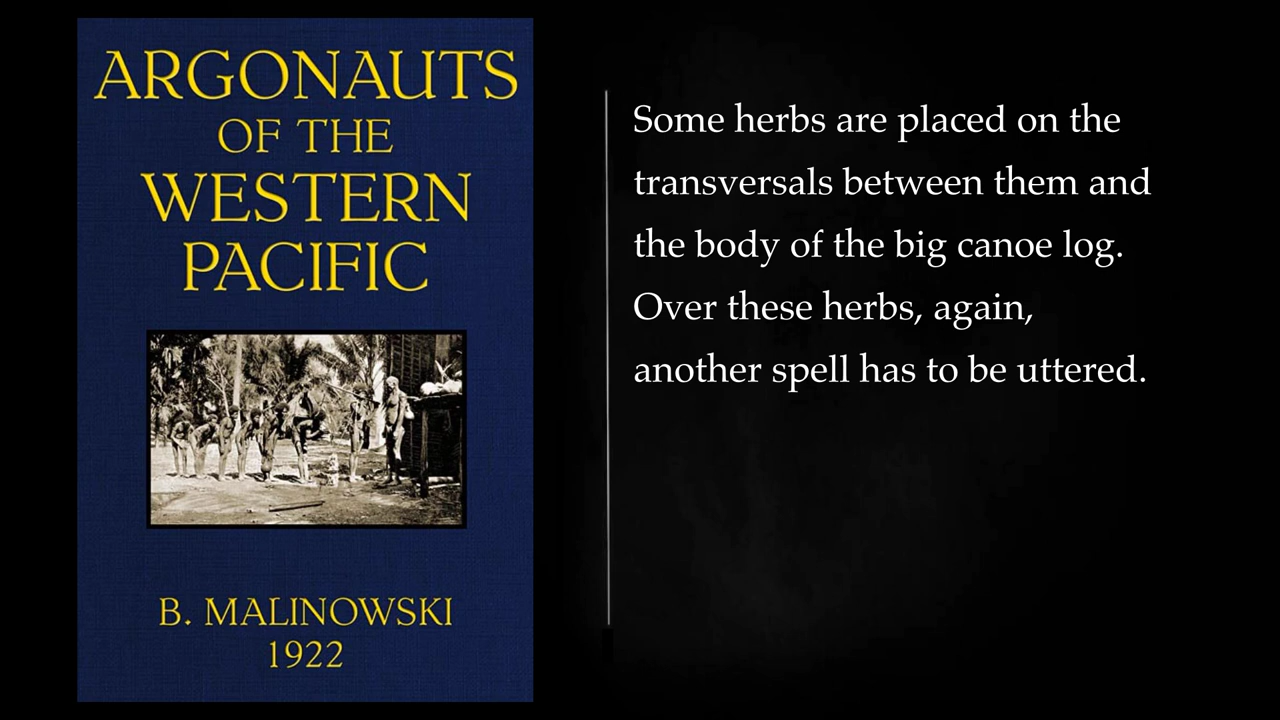 ARGONAUTS
OF THE
WESTERN
PACIFIC
B. MALINOWSKI
1922
Some herbs are placed on the
transversals between them and
the body of the big canoe log.
Over these herbs, again,
another spell has to be uttered.